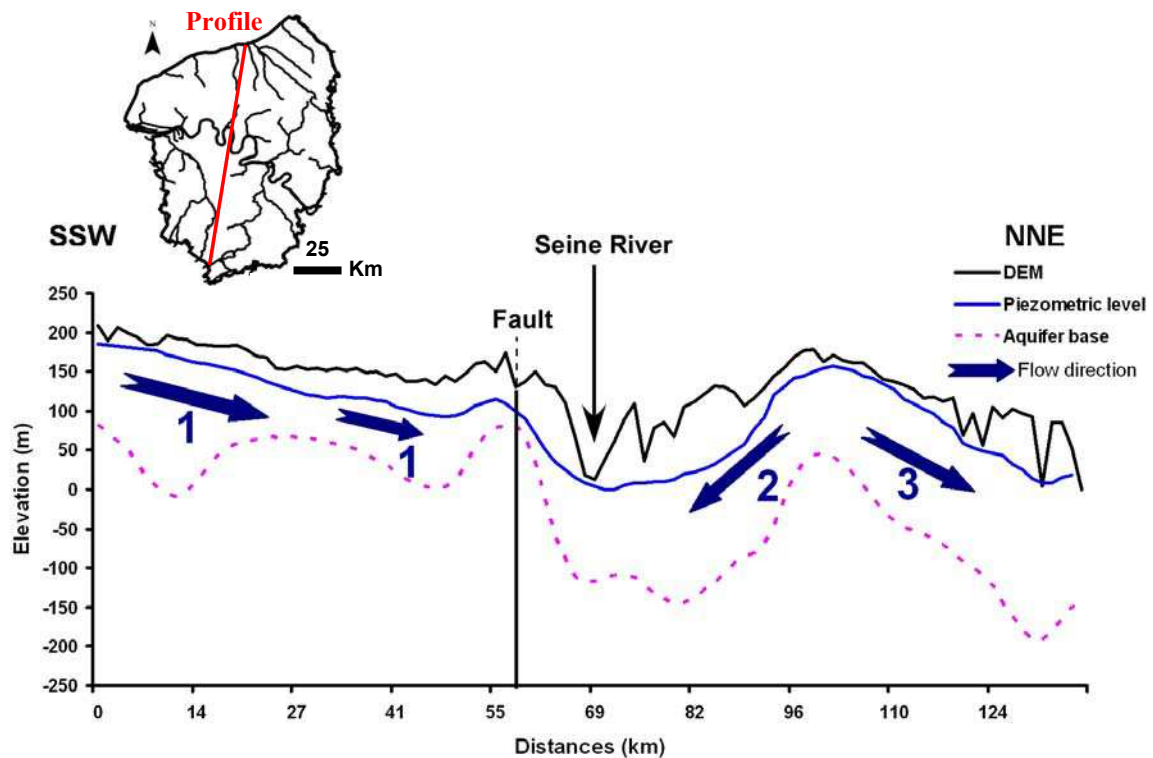 Profile
N
25
Km
SSW
Seine River
NNE
DEM
Piezometric level
Aquifer base
Flow direction
Fault
250
200
150
100
50
0
-50
-100
-150
-200
-250
Elevation (m)
1
1
2
3
0 14 27 41 55 69 82 96 110 124
Distances (km)